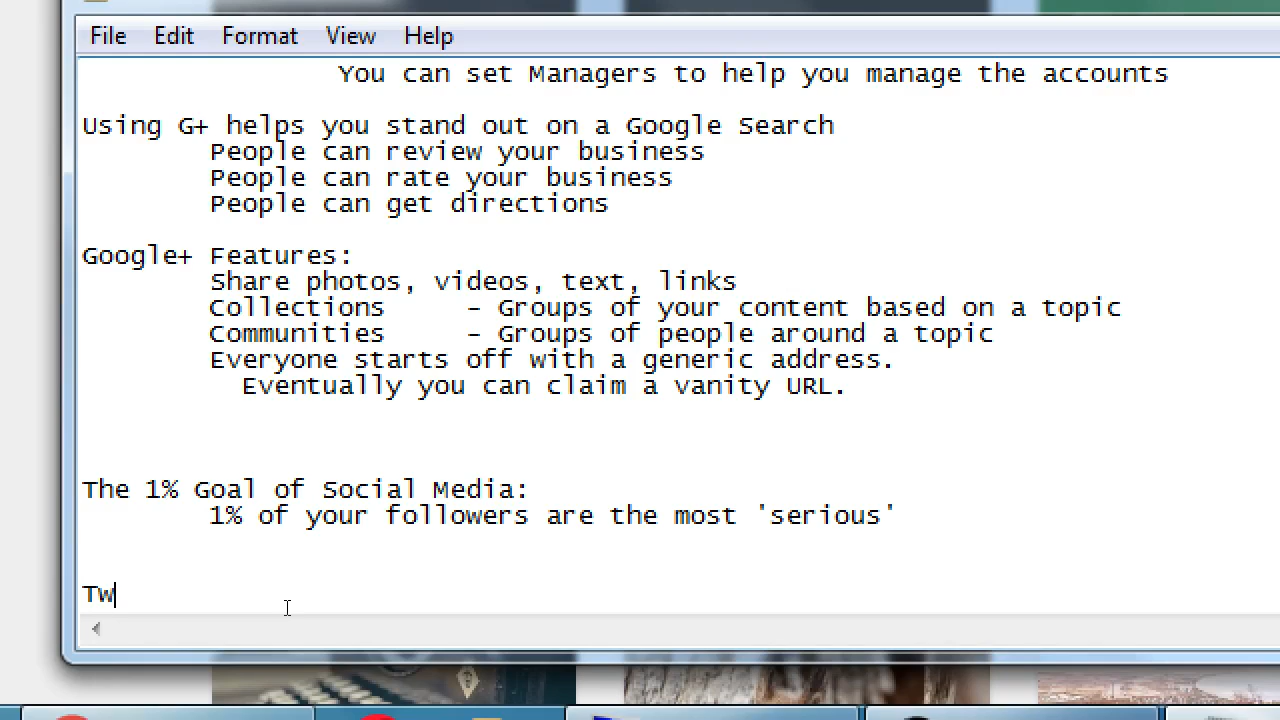 File Edit Format View Help
You can set Managers to help you manage the accounts
Using G+ helps you stand out on a Google Search
People can review your business
People can rate your business
People can get directions
Google+ Features:
Share photos, videos, text, links
Collections - Groups of your content based on a topic
Communities - Groups of people around a topic
Everyone starts off with a generic address.
Eventually you can claim a vanity URL.
The 1% Goal of Social Media:
1% of your followers are the most 'serious'
Tw